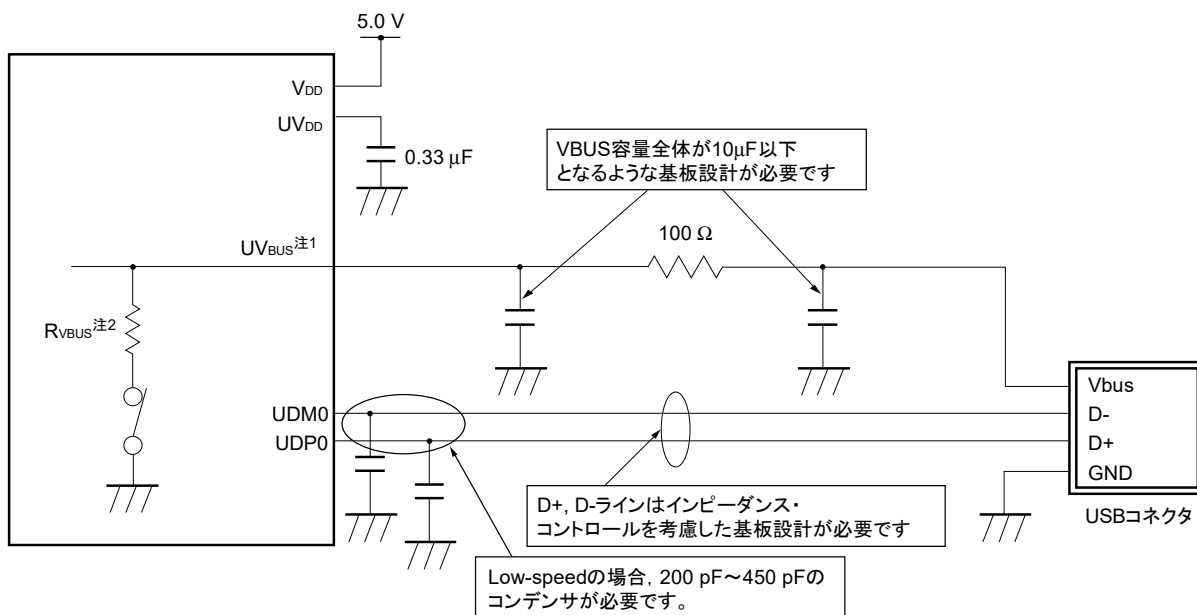 5.0 V
VDD
UVDD
0.33 μF
VBUS容量全体が10μF以下
となるような基板設計が必要です
100 Ω
UVBUS注1
RVBUS注2
Vbus
UDM0
D-
UDP0
D+
GND
D+, D-ラインはインピーダンス・
コントロールを考慮した基板設計が必要です
USBコネクタ
Low-speedの場合, 200 pF～450 pFの
コンデンサが必要です。